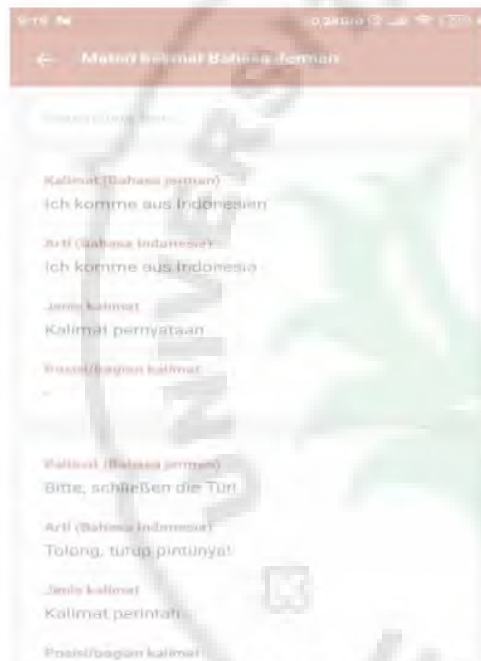 Materi kalimat Bahasa Jerman
Kalimat (Bahasa Jerman)
Ich komme aus Indonesien
Arti (Bahasa Indonesia)
Ich komme aus Indonesia
Jenis kalimat
Kalimat pernyataan
Posisi/bagian kalimat
-
Kalimat (Bahasa Jerman)
Bitte, schließen die Tür!
Arti (Bahasa Indonesia)
Tolong, tutup pintunya!
Jenis kalimat
Kalimat perintah
Posisi/bagian kalimat